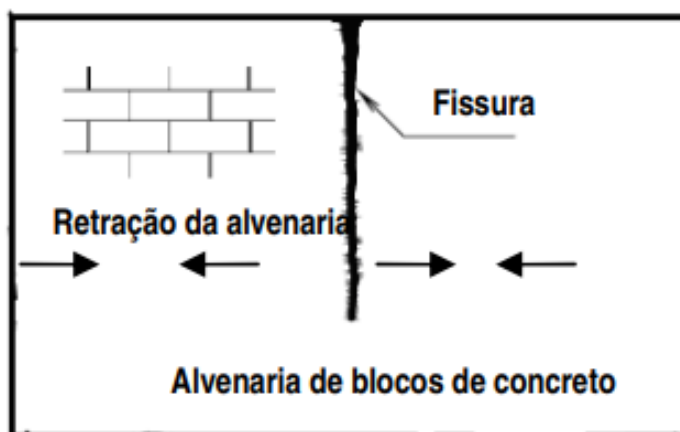 Fissura
Retração da alvenaria
Alvenaria de blocos de concreto